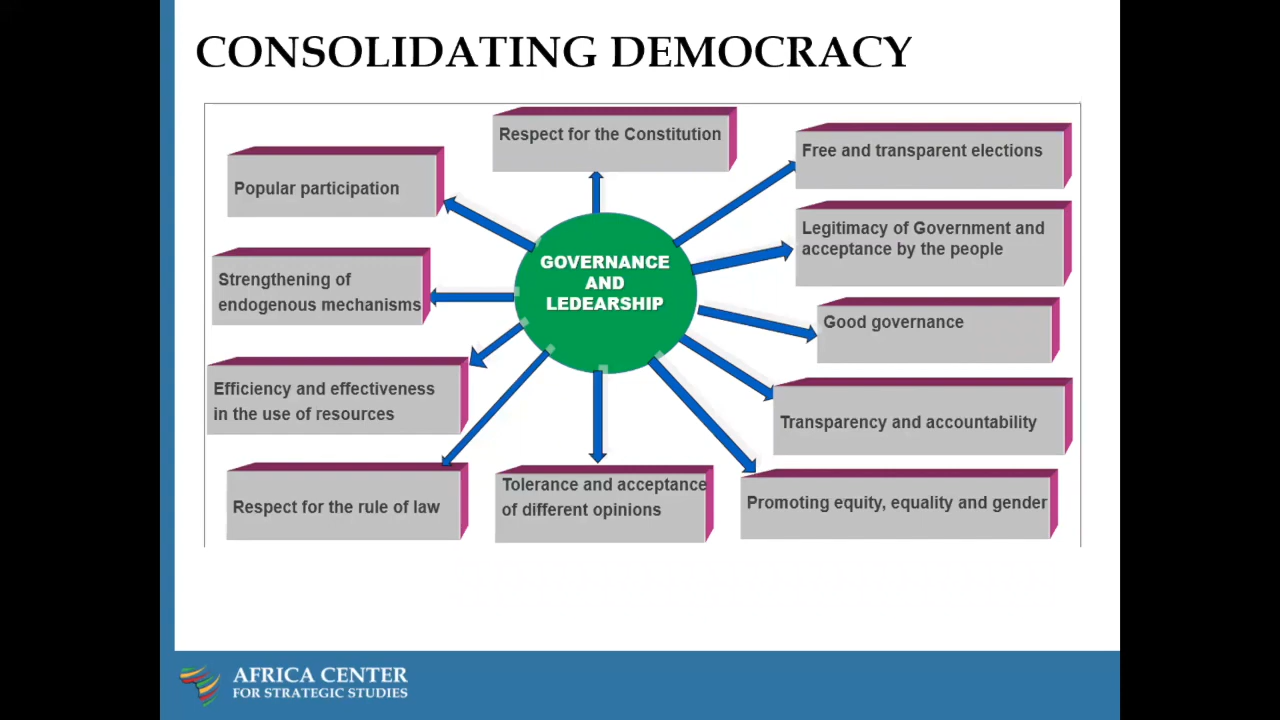 CONSOLIDATING DEMOCRACY
Respect for the Constitution
Free and transparent elections
Popular participation
Legitimacy of Government and
acceptance by the people
GOVERNANCE
AND
LEDEARSHIP
Strengthening of
endogenous mechanisms
Good governance
Efficiency and effectiveness
in the use of resources
Transparency and accountability
Respect for the rule of law
Tolerance and acceptance
of different opinions
Promoting equity, equality and gender
AFRICA CENTER
FOR STRATEGIC STUDIES